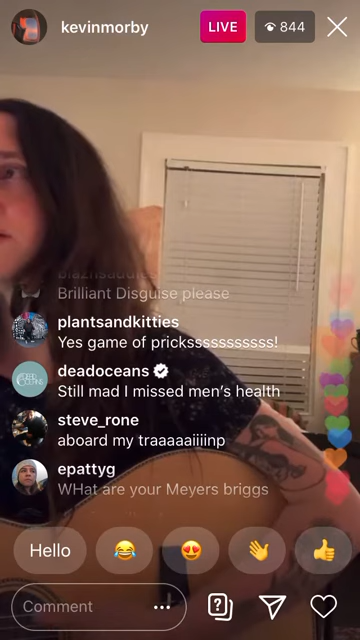 kevinmorby
LIVE
844
Brilliant Disguise please
plantsandkitties
Yes game of pricksssssssssss!
deadoceans
Still mad I missed men's health
steve_rone
aboard my traaaaaiiiinp
epattyg
WHat are your Meyers briggs
Hello
Comment